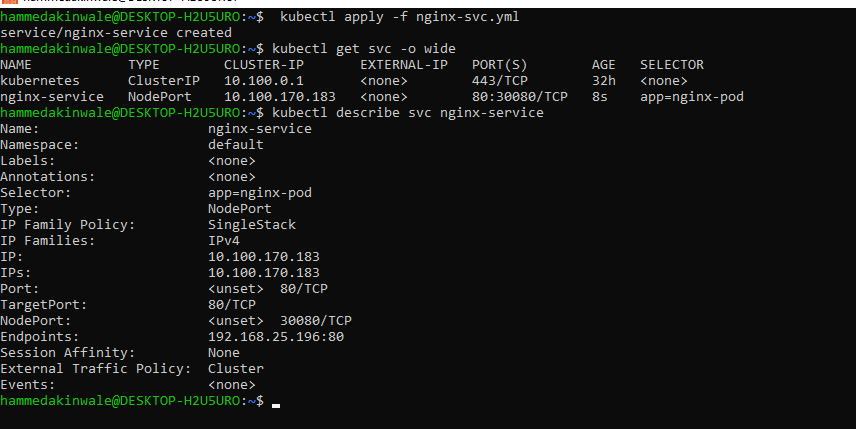 hammedakinwale@DESKTOP-H2U5URO:~$  kubectl apply -f nginx-svc.yml
service/nginx-service created
hammedakinwale@DESKTOP-H2U5URO:~$ kubectl get svc -o wide
NAME            TYPE        CLUSTER-IP       EXTERNAL-IP   PORT(S)        AGE   SELECTOR
kubernetes      ClusterIP   10.100.0.1       <none>        443/TCP        32h   <none>
nginx-service   NodePort    10.100.170.183   <none>        80:30080/TCP   8s    app=nginx-pod
hammedakinwale@DESKTOP-H2U5URO:~$ kubectl describe svc nginx-service
Name:                     nginx-service
Namespace:                default
Labels:                   <none>
Annotations:              <none>
Selector:                 app=nginx-pod
Type:                     NodePort
IP Family Policy:         SingleStack
IP Families:              IPv4
IP:                       10.100.170.183
IPs:                      10.100.170.183
Port:                     <unset>  80/TCP
TargetPort:               80/TCP
NodePort:                 <unset>  30080/TCP
Endpoints:                192.168.25.196:80
Session Affinity:         None
External Traffic Policy:  Cluster
Events:                   <none>
hammedakinwale@DESKTOP-H2U5URO:~$